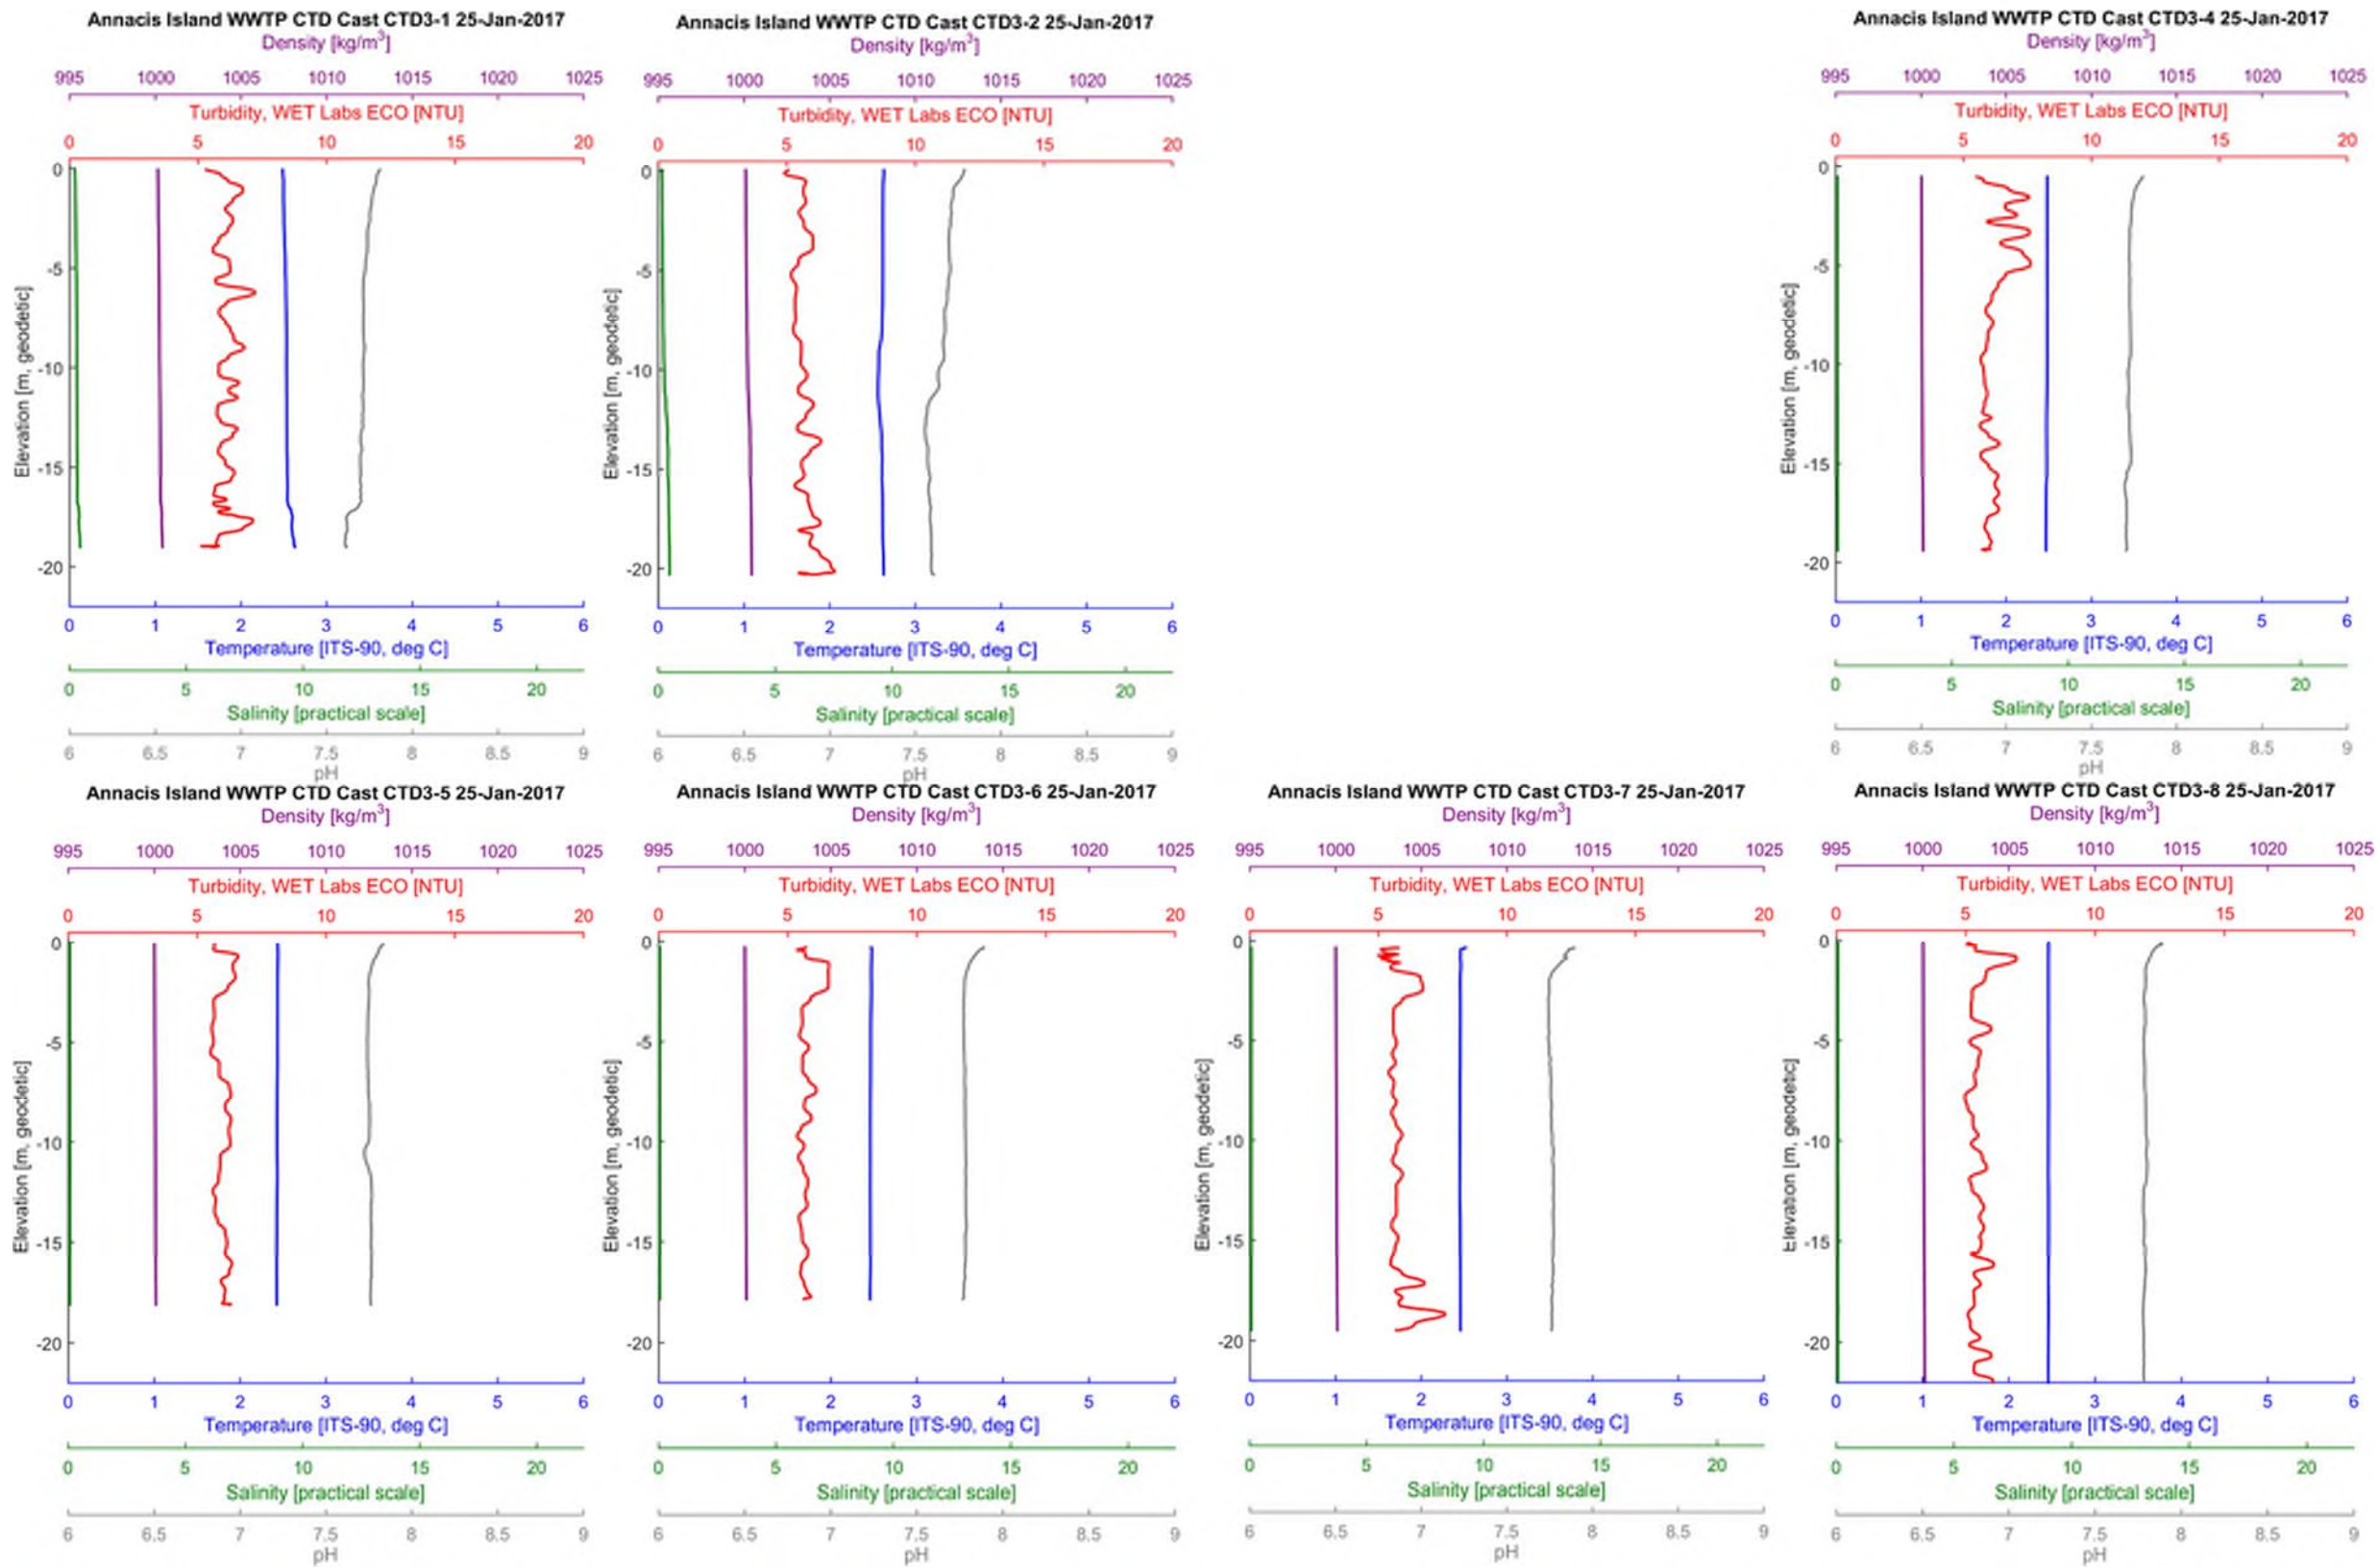 Annacis Island WWTP CTD Cast CTD3-1 25-Jan-2017
Density [kg/m3]
995 1000 1005 1010 1015 1020 1025
Turbidity, WET Labs ECO [NTU]
0 5 10 15 20
Elevation [m, geodetic]
0
-5
-10
-15
-20
0 1 2 3 4 5 6
Temperature [ITS-90, deg C]
0 5 10 15 20
Salinity [practical scale]
6 6.5 7 7.5 8 8.5 9
pH
Annacis Island WWTP CTD Cast CTD3-2 25-Jan-2017
Density [kg/m3]
995 1000 1005 1010 1015 1020 1025
Turbidity, WET Labs ECO [NTU]
0 5 10 15 20
Elevation [m, geodetic]
0
-5
-10
-15
-20
0 1 2 3 4 5 6
Temperature [ITS-90, deg C]
0 5 10 15 20
Salinity [practical scale]
6 6.5 7 7.5 8 8.5 9
pH
Annacis Island WWTP CTD Cast CTD3-4 25-Jan-2017
Density [kg/m3]
995 1000 1005 1010 1015 1020 1025
Turbidity, WET Labs ECO [NTU]
0 5 10 15 20
Elevation [m, geodetic]
0
-5
-10
-15
-20
0 1 2 3 4 5 6
Temperature [ITS-90, deg C]
0 5 10 15 20
Salinity [practical scale]
6 6.5 7 7.5 8 8.5 9
pH
Annacis Island WWTP CTD Cast CTD3-5 25-Jan-2017
Density [kg/m3]
995 1000 1005 1010 1015 1020 1025
Turbidity, WET Labs ECO [NTU]
0 5 10 15 20
Elevation [m, geodetic]
0
-5
-10
-15
-20
0 1 2 3 4 5 6
Temperature [ITS-90, deg C]
0 5 10 15 20
Salinity [practical scale]
6 6.5 7 7.5 8 8.5 9
pH
Annacis Island WWTP CTD Cast CTD3-6 25-Jan-2017
Density [kg/m3]
995 1000 1005 1010 1015 1020 1025
Turbidity, WET Labs ECO [NTU]
0 5 10 15 20
Elevation [m, geodetic]
0
-5
-10
-15
-20
0 1 2 3 4 5 6
Temperature [ITS-90, deg C]
0 5 10 15 20
Salinity [practical scale]
6 6.5 7 7.5 8 8.5 9
pH
Annacis Island WWTP CTD Cast CTD3-7 25-Jan-2017
Density [kg/m3]
995 1000 1005 1010 1015 1020 1025
Turbidity, WET Labs ECO [NTU]
0 5 10 15 20
Elevation [m, geodetic]
0
-5
-10
-15
-20
0 1 2 3 4 5 6
Temperature [ITS-90, deg C]
0 5 10 15 20
Salinity [practical scale]
6 6.5 7 7.5 8 8.5 9
pH
Annacis Island WWTP CTD Cast CTD3-8 25-Jan-2017
Density [kg/m3]
995 1000 1005 1010 1015 1020 1025
Turbidity, WET Labs ECO [NTU]
0 5 10 15 20
Elevation [m, geodetic]
0
-5
-10
-15
-20
0 1 2 3 4 5 6
Temperature [ITS-90, deg C]
0 5 10 15 20
Salinity [practical scale]
6 6.5 7 7.5 8 8.5 9
pH